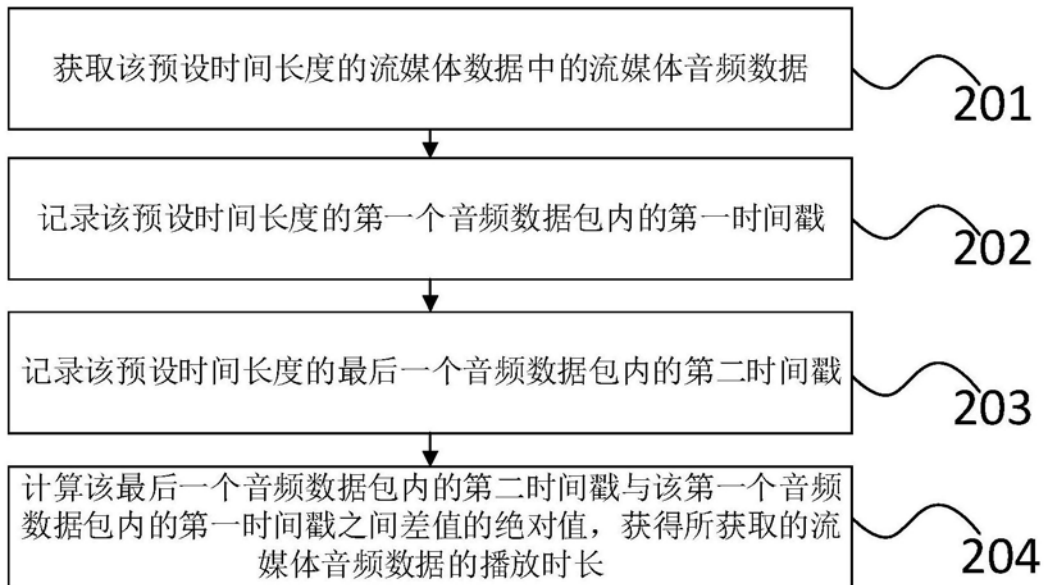 获取该预设时间长度的流媒体数据中的流媒体音频数据
201
记录该预设时间长度的第一个音频数据包内的第一时间戳
202
记录该预设时间长度的最后一个音频数据包内的第二时间戳
203
计算该最后一个音频数据包内的第二时间戳与该第一个音频
数据包内的第一时间戳之间差值的绝对值，获得所获取的流
媒体音频数据的播放时长
204